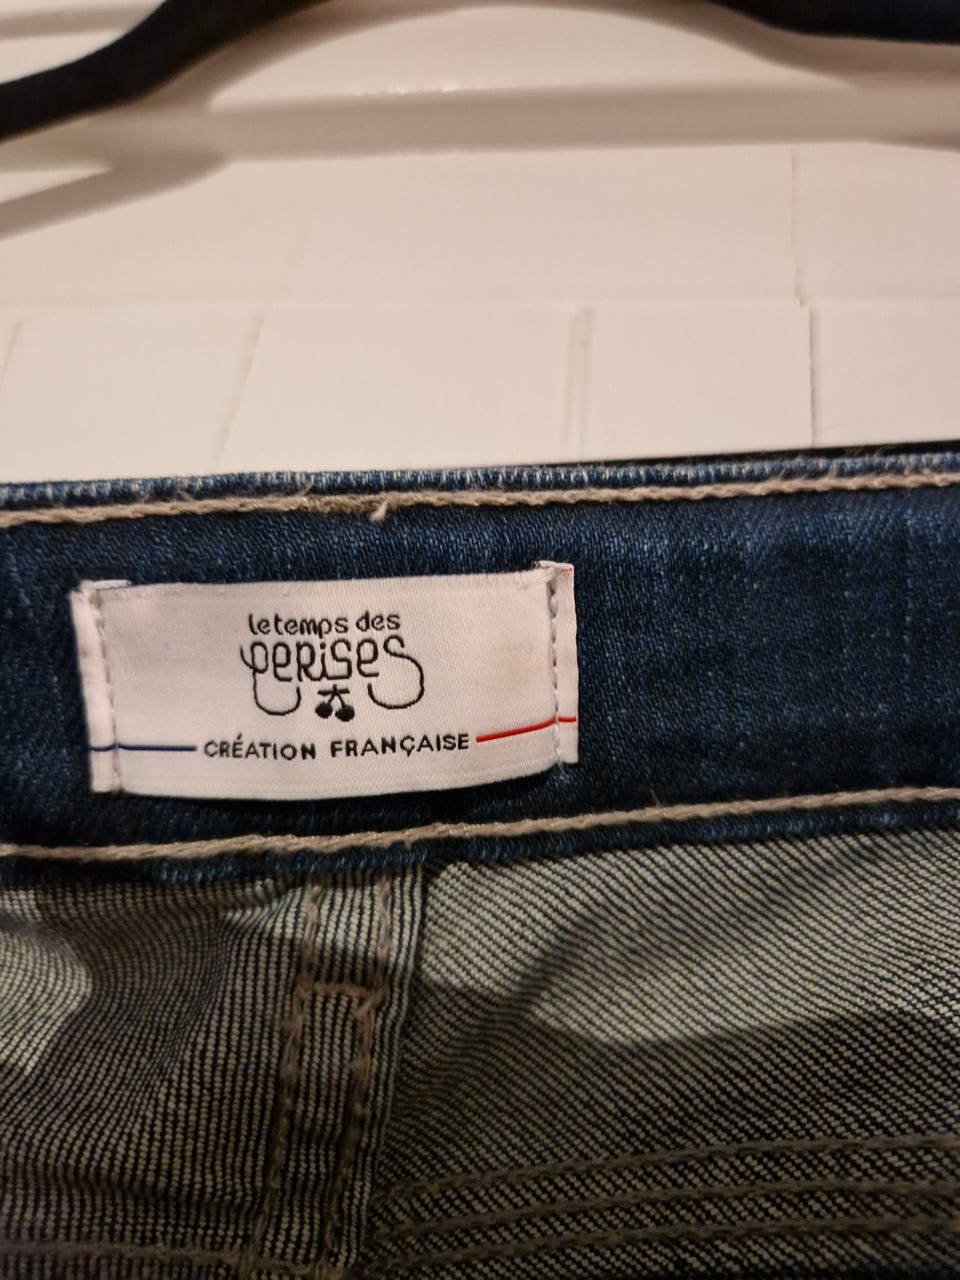 le temps des
CERISES
CRÉATION FRANÇAISE